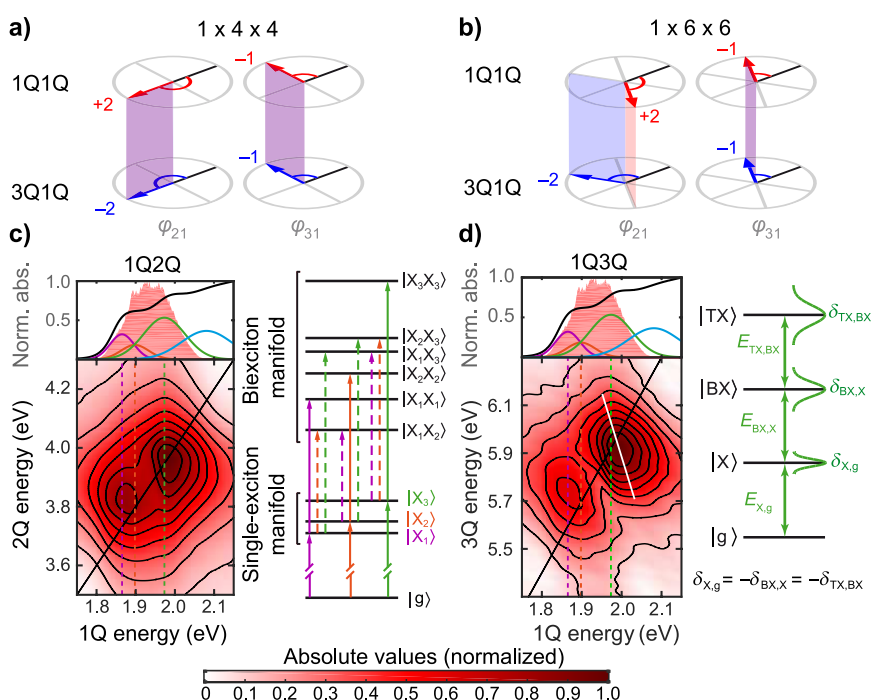 a)
1 x 4 x 4
1Q1Q
+2
−1
3Q1Q
−2
−1
φ21
φ31
b)
1 x 6 x 6
1Q1Q
+2
−1
3Q1Q
−2
−1
φ21
φ31
c)
1Q2Q
Norm. abs.
1.0
0.5
2Q energy (eV)
4.2
4.0
3.8
3.6
1.8
1.9
2.0
2.1
1Q energy (eV)
Biexciton
manifold
Single-exciton
manifold
|X3X3⟩
|X2X3⟩
|X1X3⟩
|X2X2⟩
|X1X1⟩
|X1X2⟩
|X3⟩
|X2⟩
|X1⟩
|g⟩
d)
1Q3Q
Norm. abs.
1.0
0.5
3Q energy (eV)
6.1
5.9
5.7
5.5
1.8
1.9
2.0
2.1
1Q energy (eV)
|TX⟩
δTX,BX
ETX,BX
|BX⟩
δBX,X
EBX,X
|X⟩
δX,g
EX,g
|g⟩
δX,g = −δBX,X = −δTX,BX
Absolute values (normalized)
0
0.1
0.2
0.3
0.4
0.5
0.6
0.7
0.8
0.9
1.0